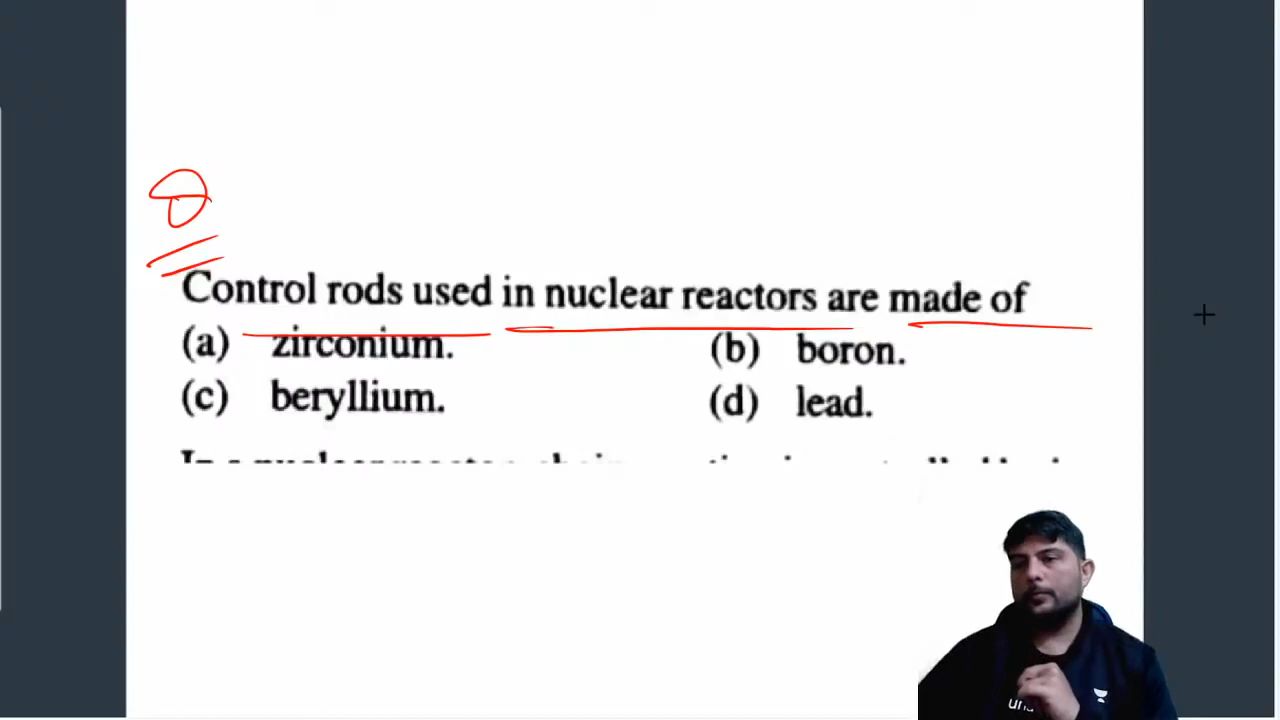 Q
Control rods used in nuclear reactors are made of
(a) zirconium. (b) boron.
(c) beryllium. (d) lead.